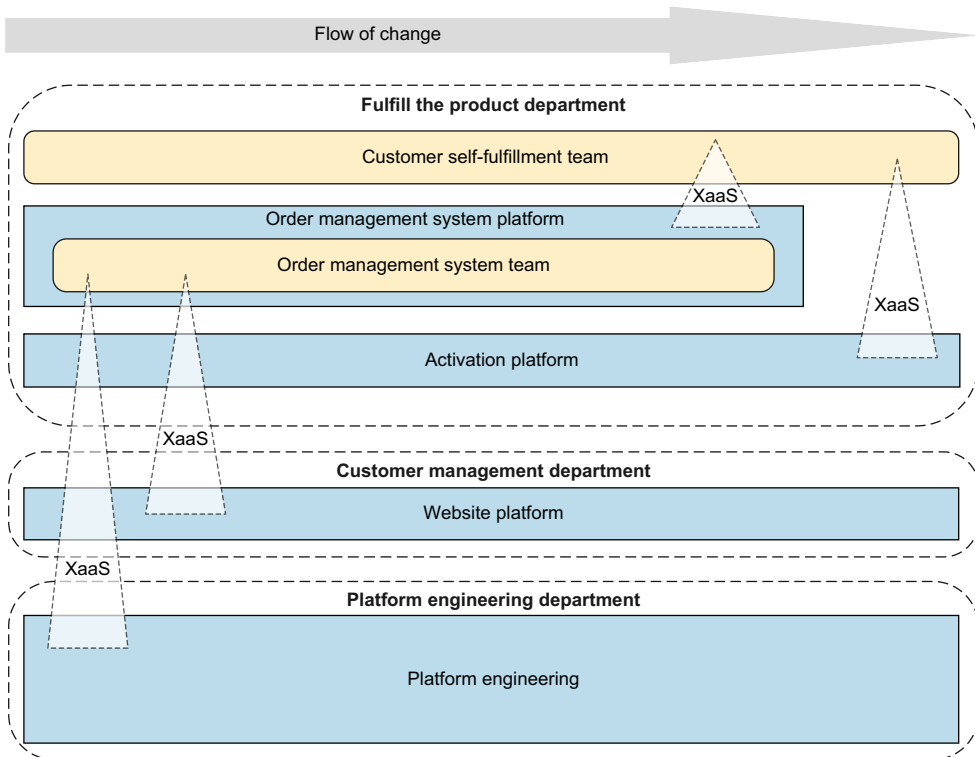 Flow of change
Fulfill the product department
Customer self-fulfillment team
XaaS
Order management system platform
Order management system team
XaaS
Activation platform
XaaS
Customer management department
Website platform
XaaS
Platform engineering department
Platform engineering